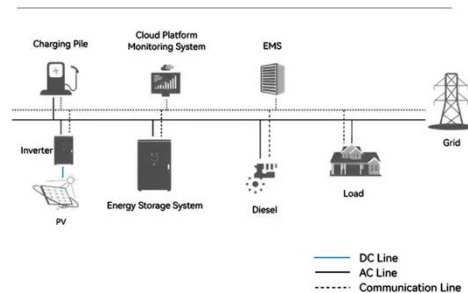 Charging Pile
Cloud Platform
Monitoring System
EMS
Inverter
Grid
PV
Energy Storage System
Diesel
Load
DC Line
AC Line
Communication Line